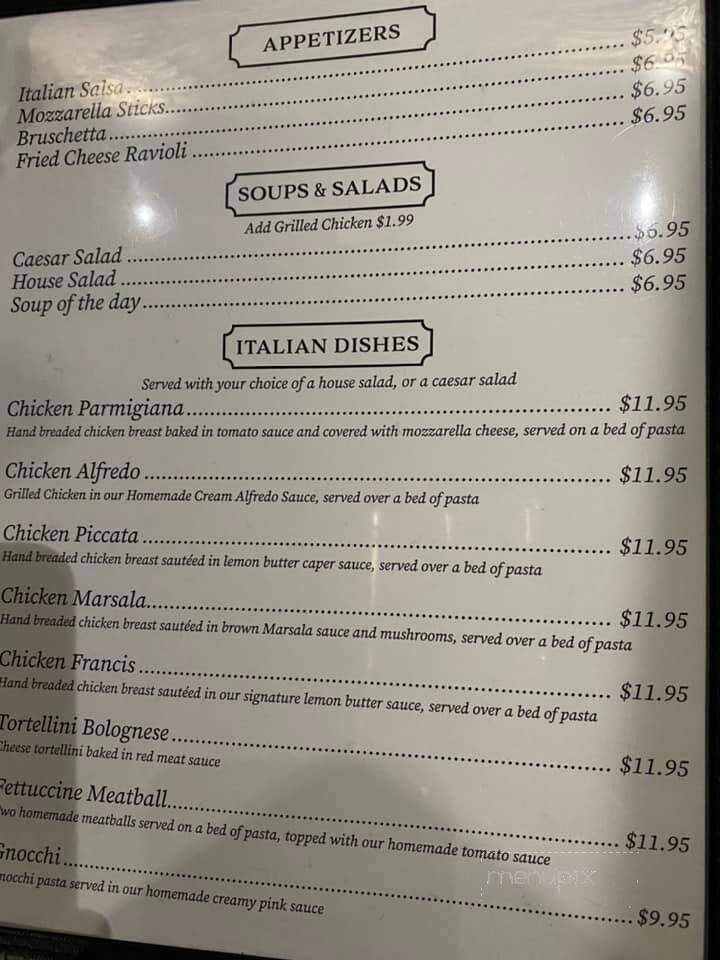 APPETIZERS
Italian Salsa ..... $5.95
Mozzarella Sticks ..... $6.95
Bruschetta ..... $6.95
Fried Cheese Ravioli ..... $6.95
SOUPS & SALADS
Add Grilled Chicken $1.99
Caesar Salad ..... $6.95
House Salad ..... $6.95
Soup of the day ..... $6.95
ITALIAN DISHES
Served with your choice of a house salad, or a caesar salad
Chicken Parmigiana ..... $11.95
Hand breaded chicken breast baked in tomato sauce and covered with mozzarella cheese, served on a bed of pasta
Chicken Alfredo ..... $11.95
Grilled Chicken in our Homemade Cream Alfredo Sauce, served over a bed of pasta
Chicken Piccata ..... $11.95
Hand breaded chicken breast sautéed in lemon butter caper sauce, served over a bed of pasta
Chicken Marsala ..... $11.95
Hand breaded chicken breast sautéed in brown Marsala sauce and mushrooms, served over a bed of pasta
Chicken Francis ..... $11.95
Hand breaded chicken breast sautéed in our signature lemon butter sauce, served over a bed of pasta
Tortellini Bolognese ..... $11.95
Cheese tortellini baked in red meat sauce
Fettuccine Meatball ..... $11.95
Two homemade meatballs served on a bed of pasta, topped with our homemade tomato sauce
Gnocchi ..... $9.95
Gnocchi pasta served in our homemade creamy pink sauce
menupix